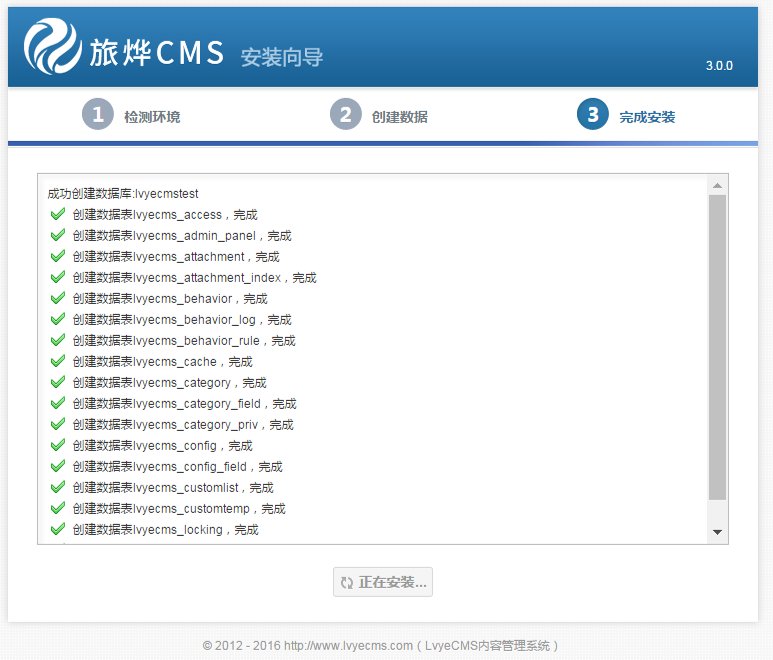 旅烨CMS 安装向导
3.0.0
1 检测环境
2 创建数据
3 完成安装
成功创建数据库:lvyecmstest
创建数据表lvyecms_access，完成
创建数据表lvyecms_admin_panel，完成
创建数据表lvyecms_attachment，完成
创建数据表lvyecms_attachment_index，完成
创建数据表lvyecms_behavior，完成
创建数据表lvyecms_behavior_log，完成
创建数据表lvyecms_behavior_rule，完成
创建数据表lvyecms_cache，完成
创建数据表lvyecms_category，完成
创建数据表lvyecms_category_field，完成
创建数据表lvyecms_category_priv，完成
创建数据表lvyecms_config，完成
创建数据表lvyecms_config_field，完成
创建数据表lvyecms_customlist，完成
创建数据表lvyecms_customtemp，完成
创建数据表lvyecms_locking，完成
正在安装...
© 2012 - 2016 http://www.lvyecms.com（LvyeCMS内容管理系统）